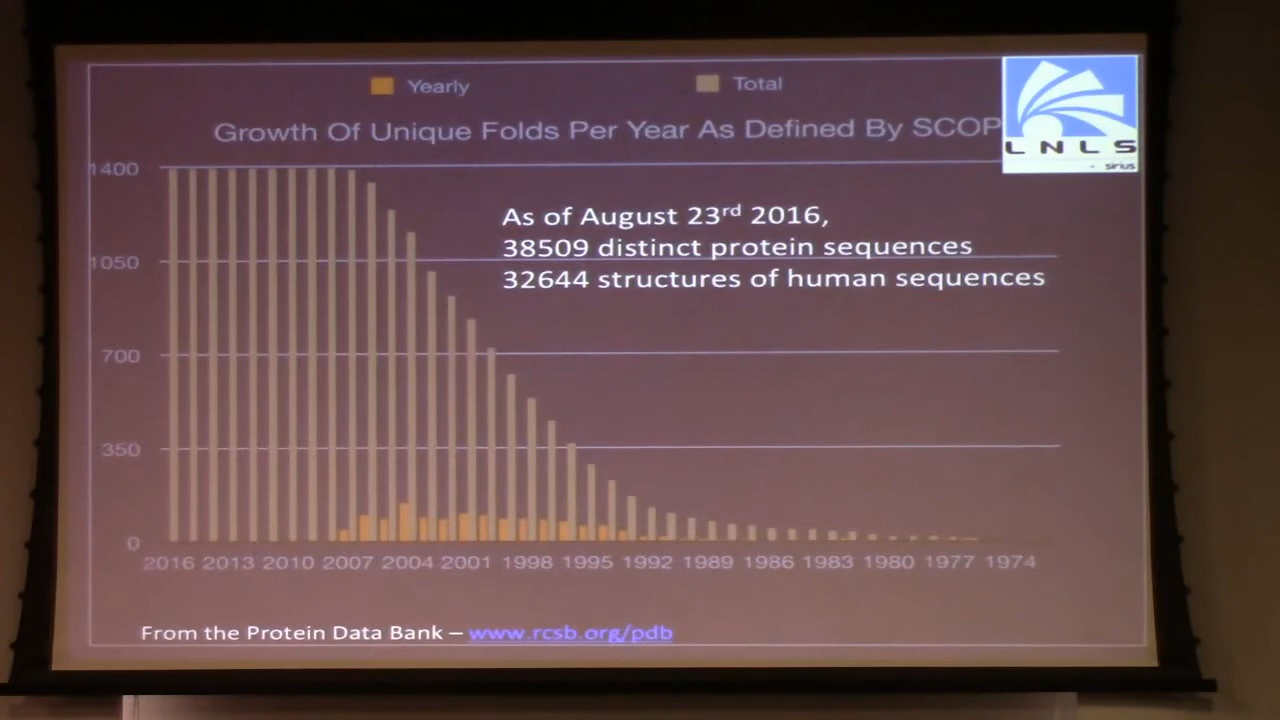 Yearly Total
Growth Of Unique Folds Per Year As Defined By SCOP
LNLS
sirius
1400
As of August 23rd 2016,
38509 distinct protein sequences
1050
32644 structures of human sequences
700
350
0
2016 2013 2010 2007 2004 2001 1998 1995 1992 1989 1986 1983 1980 1977 1974
From the Protein Data Bank – www.rcsb.org/pdb